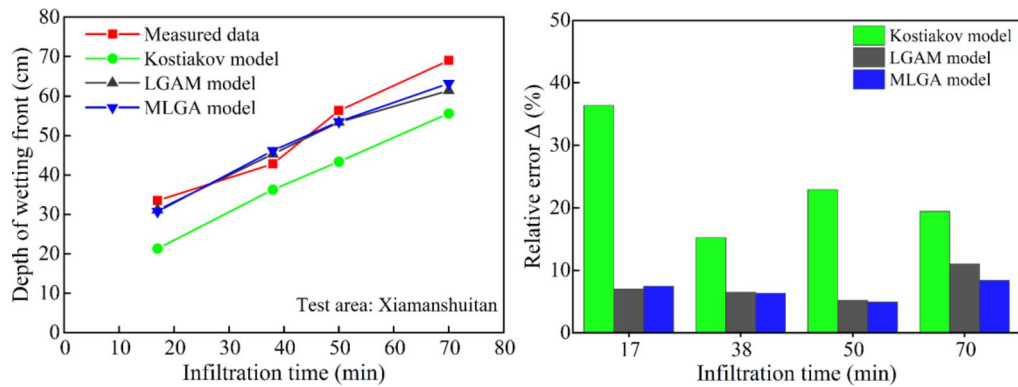 Measured data
Kostiakov model
LGAM model
MLGA model
Depth of wetting front (cm)
80
70
60
50
40
30
20
10
0
Test area: Xiamanshuitan
0 10 20 30 40 50 60 70 80
Infiltration time (min)
Kostiakov model
LGAM model
MLGA model
Relative error Δ (%)
50
40
30
20
10
0
17 38 50 70
Infiltration time (min)